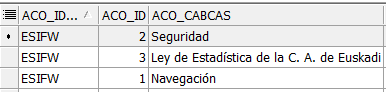 ACO_ID... ACO_ID ACO_CABCAS
ESIFW 2 Seguridad
ESIFW 3 Ley de Estadística de la C. A. de Euskadi
ESIFW 1 Navegación